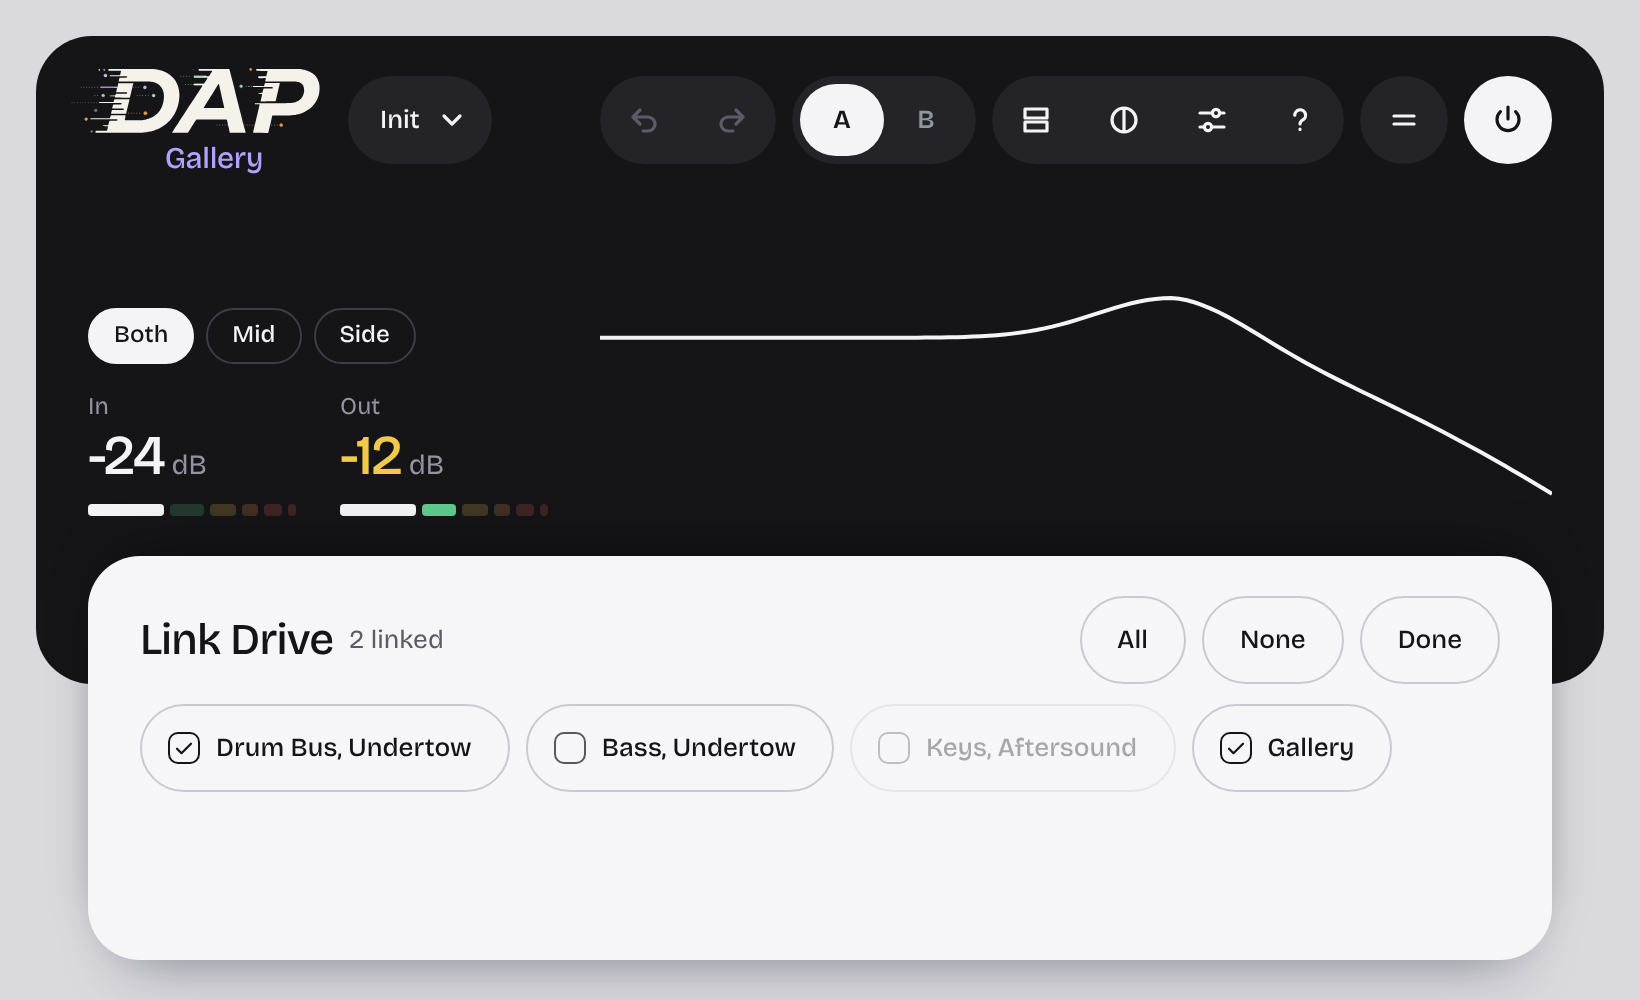 DAP
Gallery
Init
A
B
?
Both
Mid
Side
In
Out
-24 dB
-12 dB
Link Drive
2 linked
All
None
Done
Drum Bus, Undertow
Bass, Undertow
Keys, Aftersound
Gallery